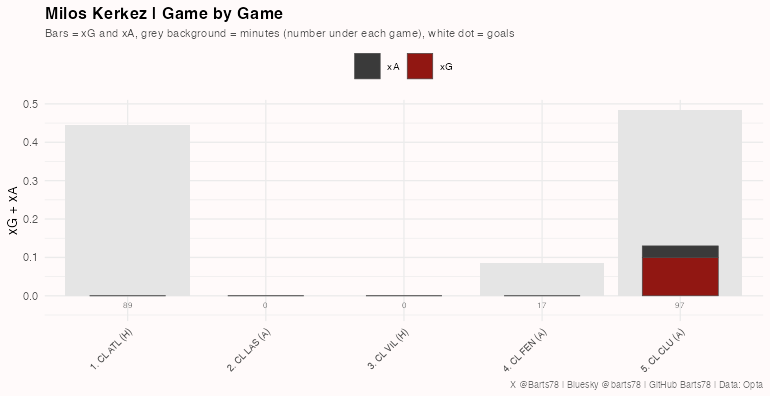 Milos Kerkez | Game by Game
Bars = xG and xA, grey background = minutes (number under each game), white dot = goals
xA xG
xG + xA
0.5
0.4
0.3
0.2
0.1
0.0
89 0 0 17 97
1. CL ATL (H)
2. CL LAS (A)
3. CL VIL (H)
4. CL FEN (A)
5. CL CLU (A)
X @Barts78 | Bluesky @barts78 | GitHub Barts78 | Data: Opta